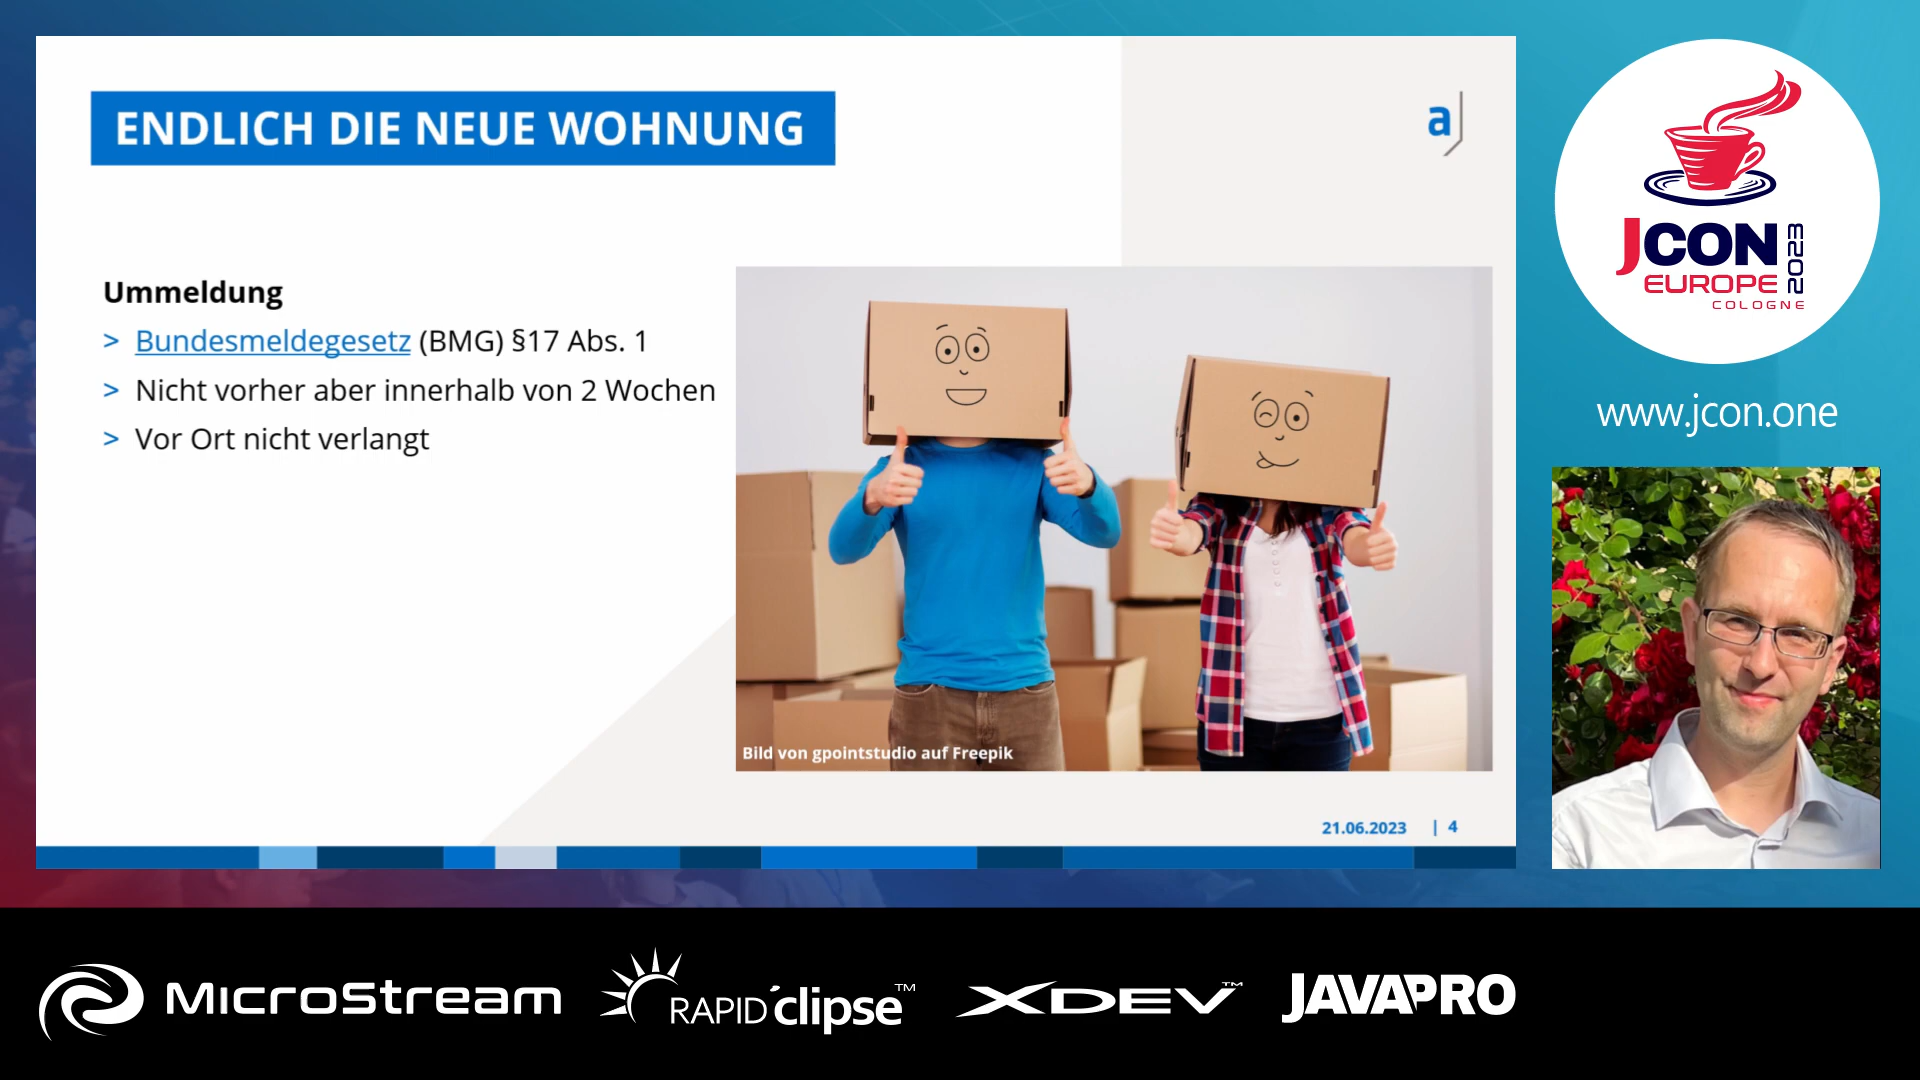 ENDLICH DIE NEUE WOHNUNG
a
Ummeldung
> Bundesmeldegesetz (BMG) §17 Abs. 1
> Nicht vorher aber innerhalb von 2 Wochen
> Vor Ort nicht verlangt
Bild von gpointstudio auf Freepik
21.06.2023 | 4
JCON 2023
EUROPE
COLOGNE
www.jcon.one
MicroStream
RAPID'clipse™
XDEV™
JAVAPRO